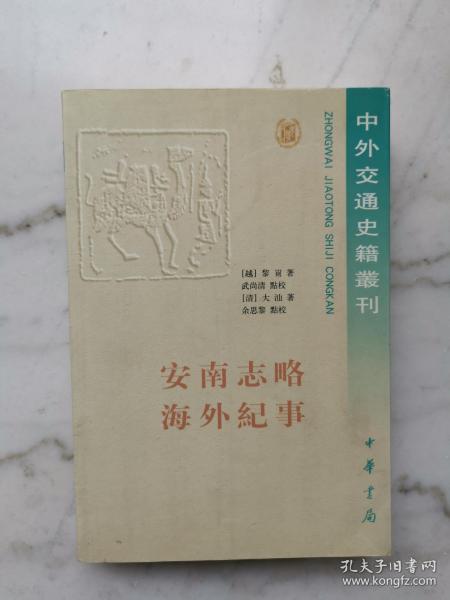 中外交通史籍叢刊
ZHONGWAI JIAOTONG SHIJI CONGKAN
[越] 黎崱 著
武尚清 點校
[清] 大汕 著
余思黎 點校
安南志略
海外紀事
中華書局
孔夫子旧书网
www.kongfz.com